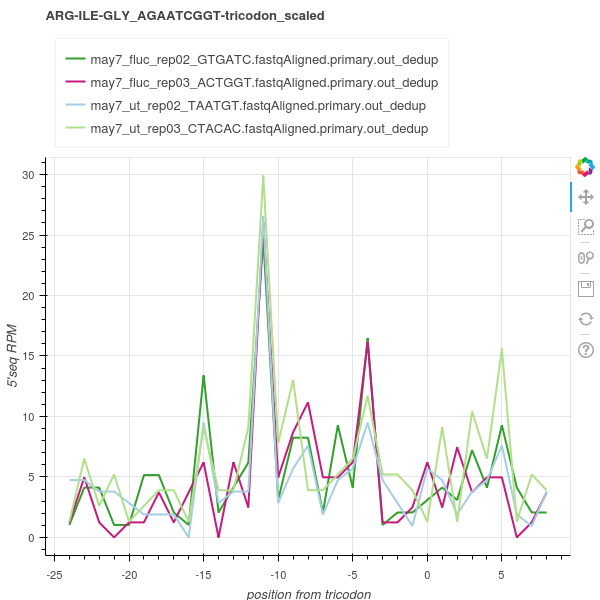 ARG-ILE-GLY_AGAATCGGT-tricodon_scaled
may7_fluc_rep02_GTGATC.fastqAligned.primary.out_dedup
may7_fluc_rep03_ACTGGT.fastqAligned.primary.out_dedup
may7_ut_rep02_TAATGT.fastqAligned.primary.out_dedup
may7_ut_rep03_CTACAC.fastqAligned.primary.out_dedup
30
25
20
15
10
5
0
5'seq RPM
-25 -20 -15 -10 -5 0 5
position from tricodon